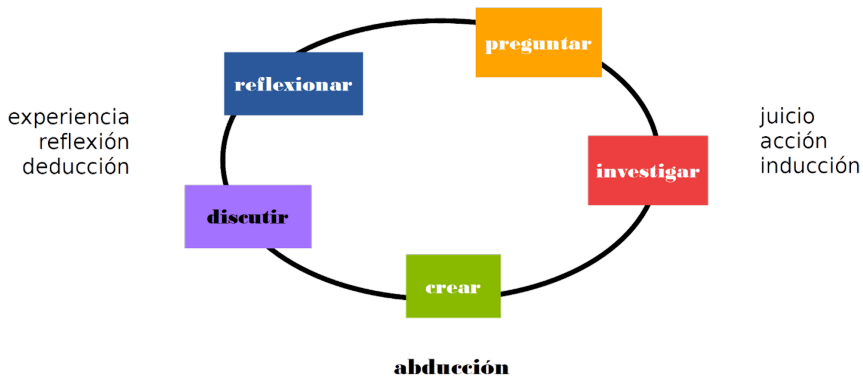 preguntar
reflexionar
experiencia
reflexión
deducción
juicio
acción
inducción
investigar
discutir
crear
abducción